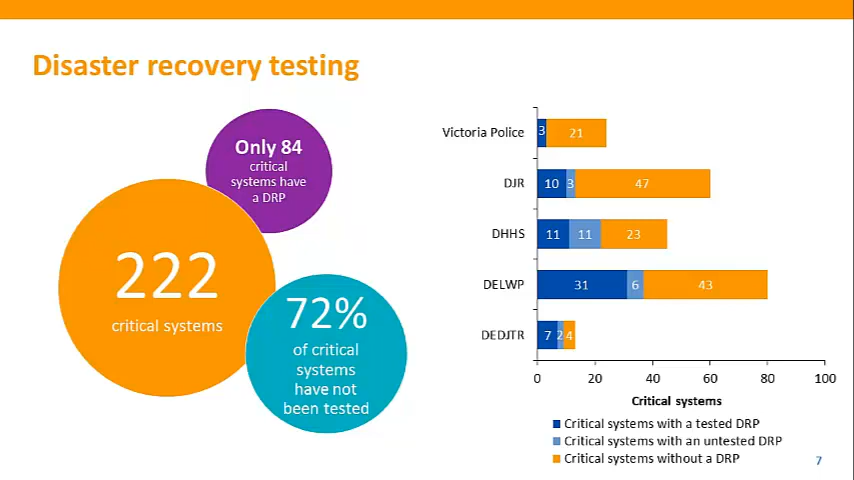 Disaster recovery testing
Only 84
critical
systems have
a DRP
222
critical systems
72%
of critical
systems
have not
been tested
Victoria Police
3 21
DJR
10 3 47
DHHS
11 11 23
DELWP
31 6 43
DEDJTR
7 2 4
0 20 40 60 80 100
Critical systems
Critical systems with a tested DRP
Critical systems with an untested DRP
Critical systems without a DRP
7